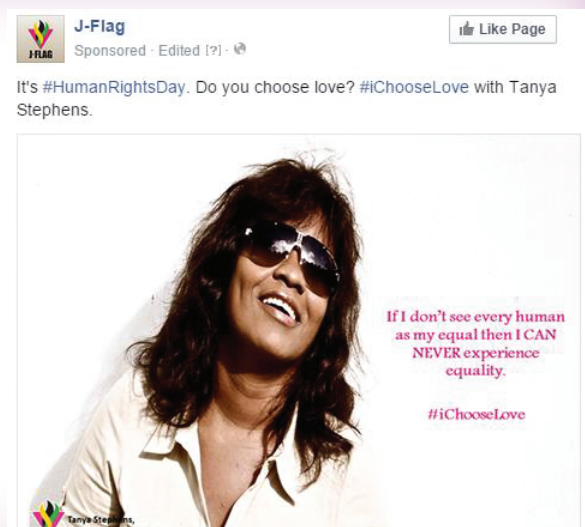 J-Flag
Like Page
Sponsored · Edited [?] ·
J-FLAG
It's #HumanRightsDay. Do you choose love? #iChooseLove with Tanya
Stephens.
If I don't see every human
as my equal then I CAN
NEVER experience
equality.
#iChooseLove
Tanya Stephens,